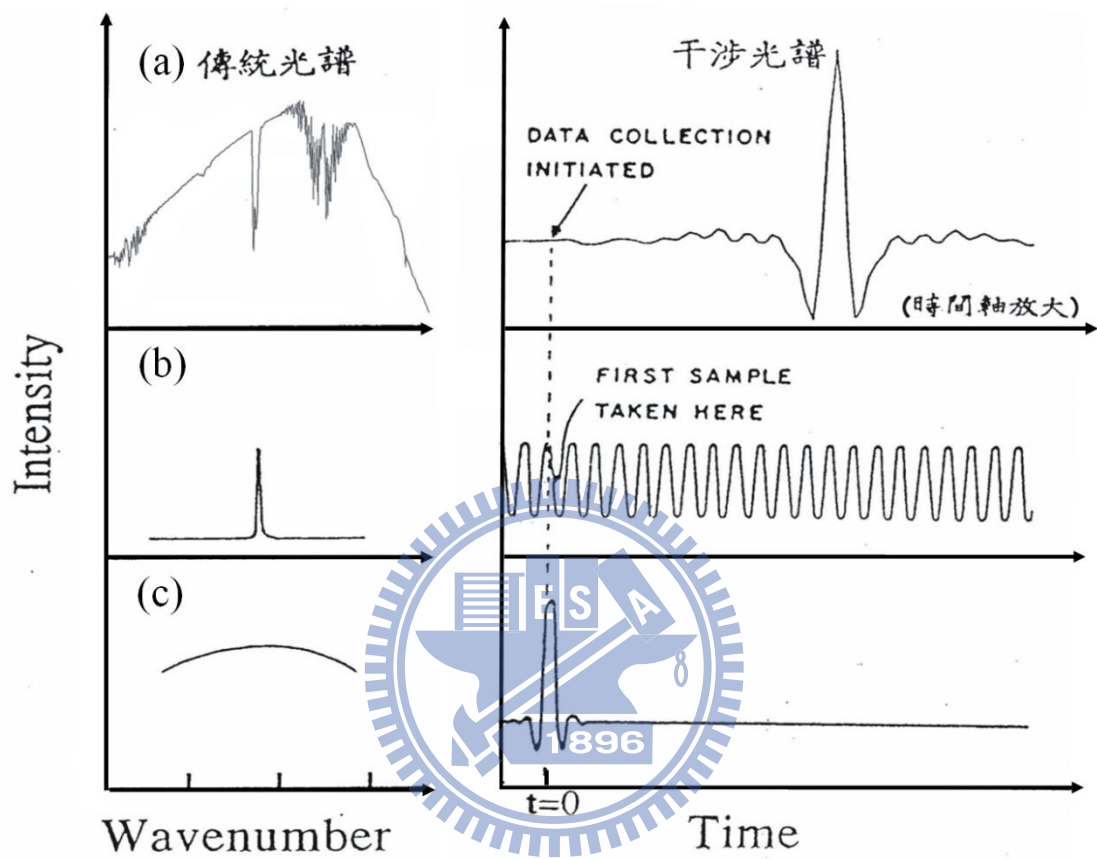 (a) 傳統光譜
干涉光譜
DATA COLLECTION
INITIATED
(時間軸放大)
Intensity
(b)
FIRST SAMPLE
TAKEN HERE
(c)
E S
A
8
1896
t=0
Wavenumber
Time